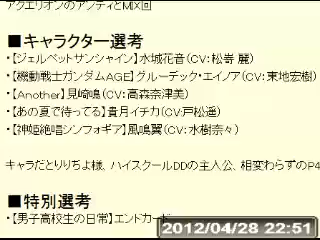 アクエリオンのアンディとMIX回
■キャラクター選考
・【ジェルペットサンシャイン】水城花音(CV：松岩 麗)
・【機動戦士ガンダムAGE】グルーデック・エイノア(CV：東地宏樹)
・【Another】見崎鳴(CV：高森奈津美)
・【あの夏で待ってる】貴月イチカ(CV：戸松遥)
・【神姫絶唱シンフォギア】風鳴翼(CV：水樹奈々)
キャラだとりりちよ様、ハイスクールDDの主人公、相変わらずのP4
■特別選考
・【男子高校生の日常】エンドカード
2012/04/28 22:51